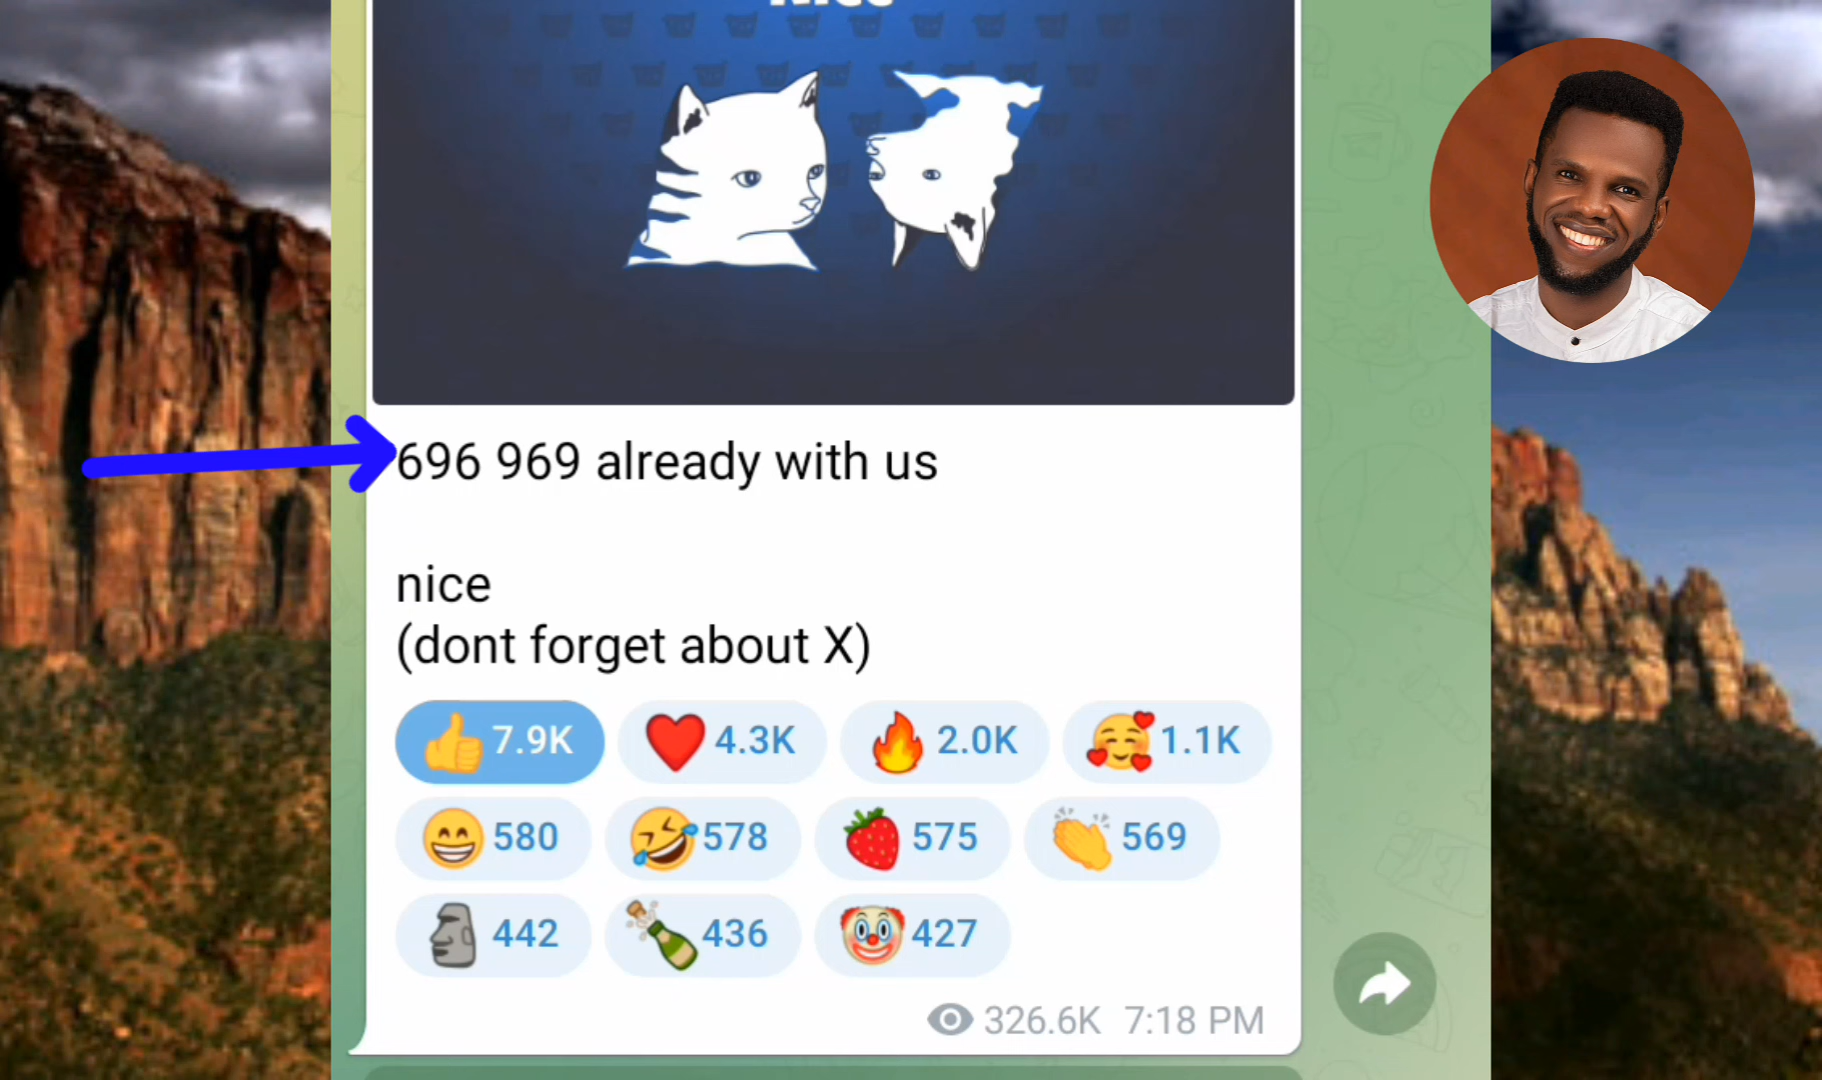 Nice
696 969 already with us
nice
(dont forget about X)
7.9K 4.3K 2.0K 1.1K
580 578 575 569
442 436 427
326.6K 7:18 PM